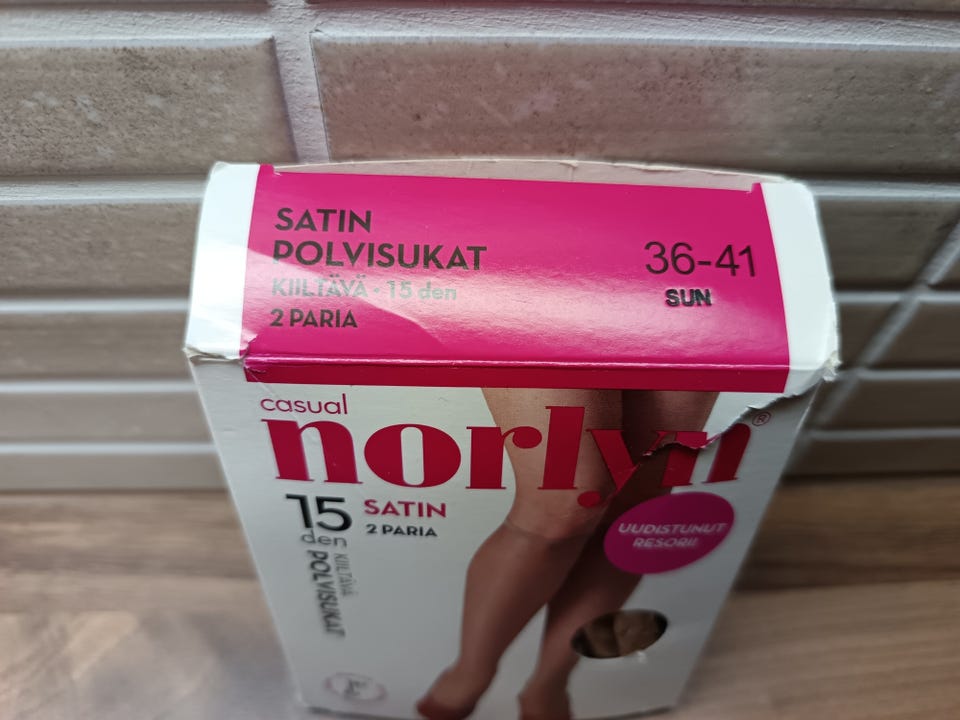 SATIN
POLVISUKAT
KIILTÄVÄ - 15 den
2 PARIA
36-41
SUN
casual
norlyn®
15
den
KIILTÄVÄ
POLVISUKAT
SATIN
2 PARIA
UUDISTUNUT
RESORI!